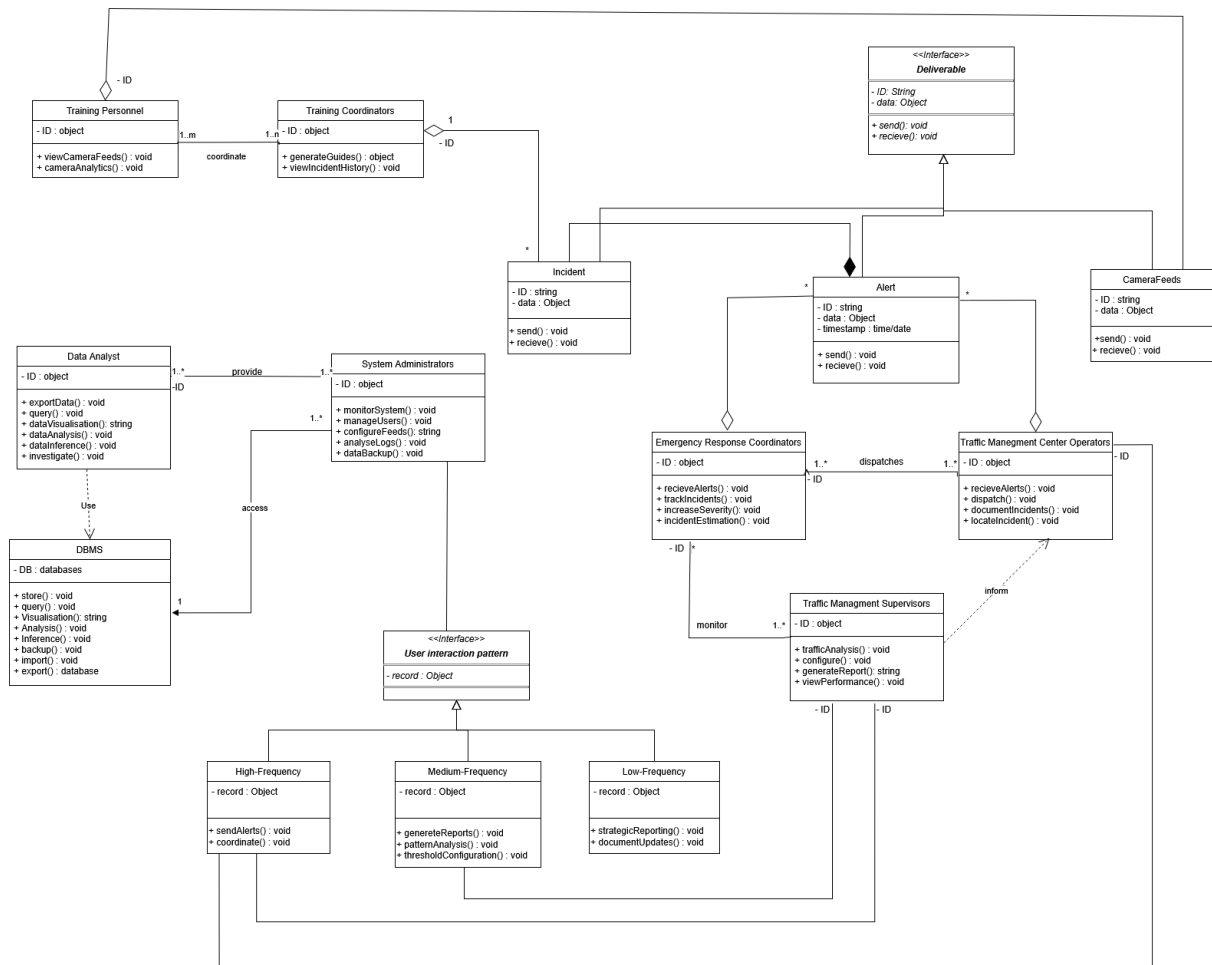 - ID
<<Interface>>
Deliverable
- ID: String
- data: Object
+ send(): void
+ recieve(): void
Training Personnel
- ID : object
+ viewCameraFeeds() : void
+ cameraAnalytics() : void
1..m
1..n
coordinate
Training Coordinators
- ID : object
+ generateGuides() : object
+ viewIncidentHistory() : void
1
- ID
*
Incident
- ID : string
- data : Object
+ send() : void
+ recieve() : void
*
Alert
- ID : string
- data : Object
- timestamp : time/date
+ send() : void
+ recieve() : void
*
CameraFeeds
- ID : string
- data : Object
+send() : void
+ recieve() : void
Data Analyst
- ID : object
+ exportData() : void
+ query() : void
+ dataVisualisation() : string
+ dataAnalysis() : void
+ dataInference() : void
+ investigate() : void
1..*
-ID
provide
1..*
1..*
System Administrators
- ID : object
+ monitorSystem() : void
+ manageUsers() : void
+ configureFeeds(): string
+ analyseLogs() : void
+ dataBackup() : void
Emergency Response Coordinators
- ID : object
+ recieveAlerts() : void
+ trackIncidents() : void
+ increaseSeverity() : void
+ incidentEstimation() : void
1..*
dispatches
1..*
- ID
Traffic Managment Center Operators
- ID : object
+ recieveAlerts() : void
+ dispatch() : void
+ documentIncidents() : void
+ locateIncident() : void
- ID
Use
access
DBMS
- DB : databases
+ store() : void
+ query() : void
+ Visualisation(): string
+ Analysis() : void
+ Inference() : void
+ backup() : void
+ import() : void
+ export() : database
1
- ID
*
monitor
1..*
inform
Traffic Managment Supervisors
- ID : object
+ trafficAnalysis() : void
+ configure() : void
+ generateReport(): string
+ viewPerformance() : void
- ID
- ID
<<Interface>>
User interaction pattern
- record : Object
High-Frequency
- record : Object
+ sendAlerts() : void
+ coordinate() : void
Medium-Frequency
- record : Object
+ genereteReports() : void
+ patternAnalysis() : void
+ thresholdConfiguration() : void
Low-Frequency
- record : Object
+ strategicReporting() : void
+ documentUpdates() : void